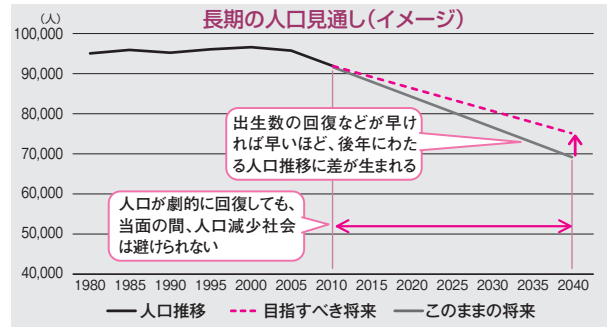 長期の人口見通し（イメージ）
（人）
100,000
90,000
80,000
70,000
60,000
50,000
40,000
出生数の回復などが早け
れば早いほど、後年にわた
る人口推移に差が生まれる
人口が劇的に回復しても、
当面の間、人口減少社会
は避けられない
1980 1985 1990 1995 2000 2005 2010 2015 2020 2025 2030 2035 2040
人口推移 目指すべき将来 このままの将来